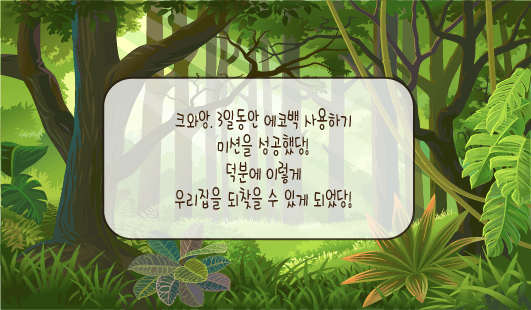 크와앙. 3일동안 에코백 사용하기
미션을 성공했당!
덕분에 이렇게
우리집을 되찾을 수 있게 되었당!